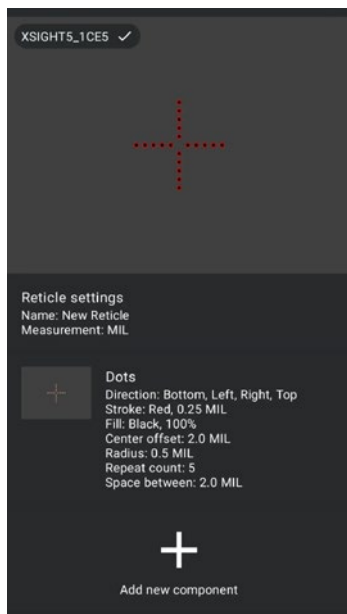 XSIGHT5_1CE5
Reticle settings
Name: New Reticle
Measurement: MIL
Dots
Direction: Bottom, Left, Right, Top
Stroke: Red, 0.25 MIL
Fill: Black, 100%
Center offset: 2.0 MIL
Radius: 0.5 MIL
Repeat count: 5
Space between: 2.0 MIL
Add new component